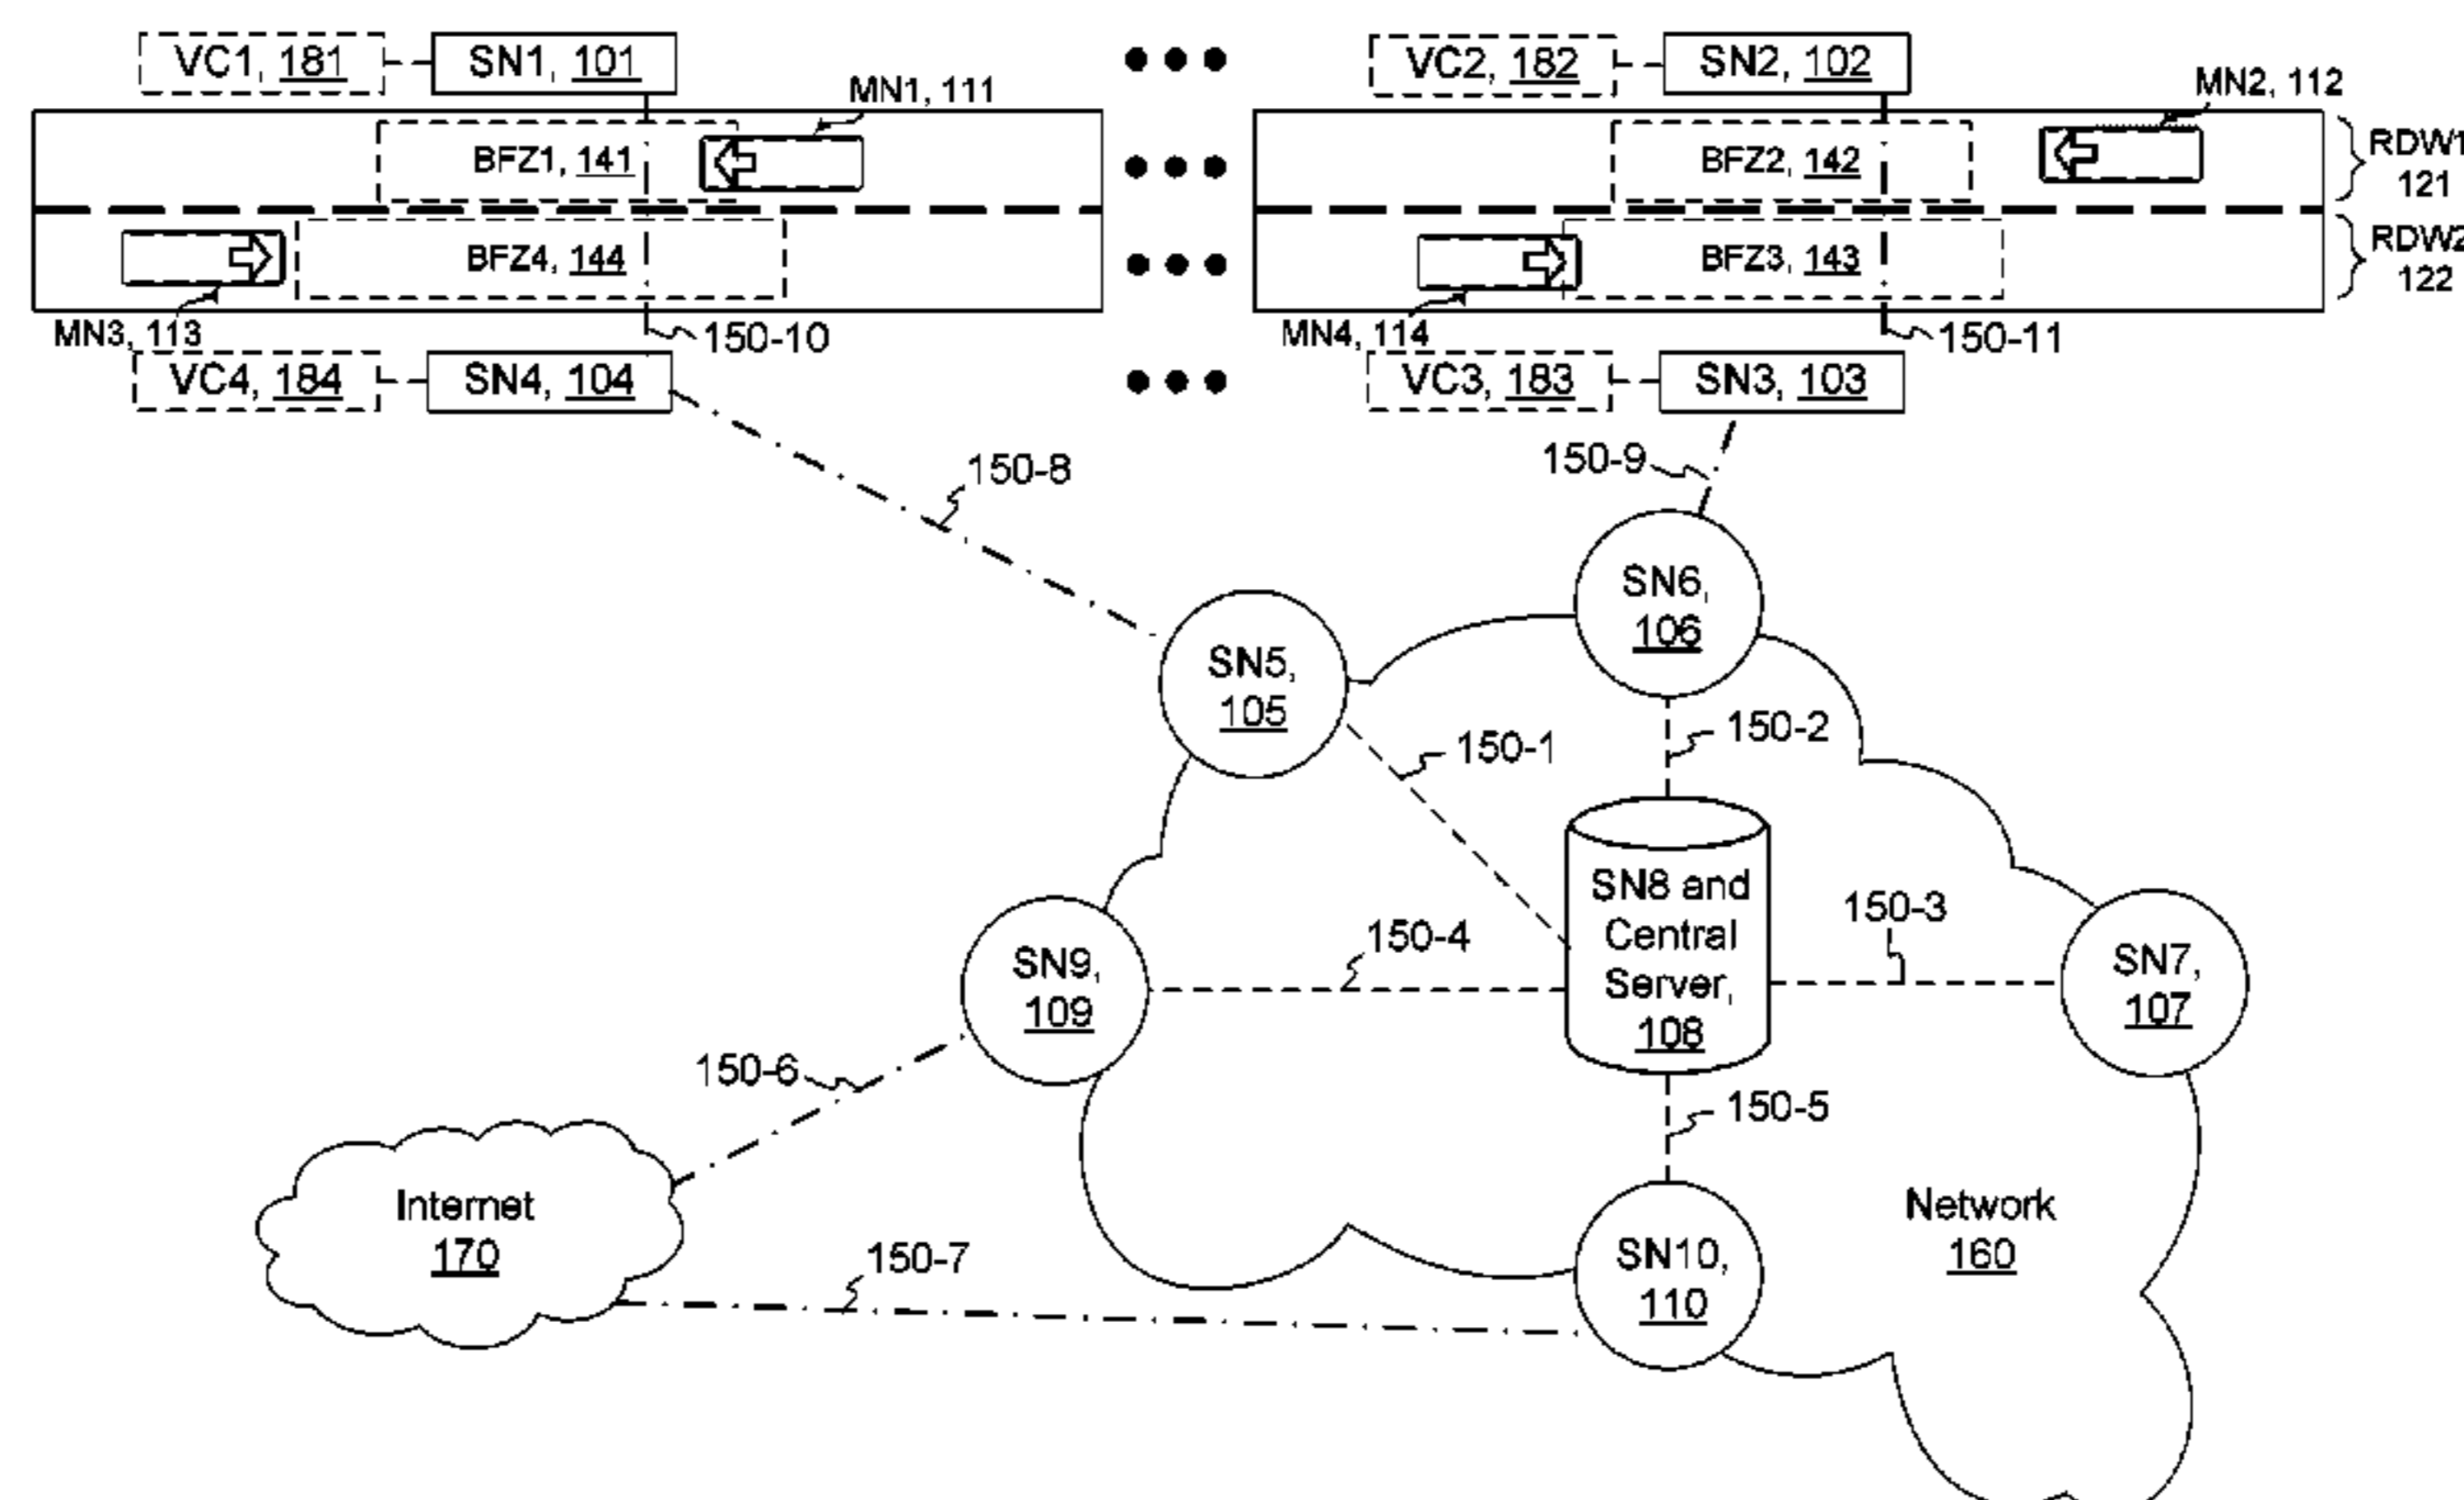 VC1, 181
SN1, 101
VC2, 182
SN2, 102
MN1, 111
MN2, 112
BFZ1, 141
BFZ2, 142
RDW1
121
BFZ4, 144
BFZ3, 143
RDW2
122
MN3, 113
150-10
MN4, 114
150-11
VC4, 184
SN4, 104
VC3, 183
SN3, 103
150-8
150-9
SN6,
106
SN5,
105
150-2
150-1
SN8 and
Central
Server,
108
150-3
150-4
SN9,
109
SN7,
107
150-6
150-5
Internet
170
Network
160
150-7
SN10,
110